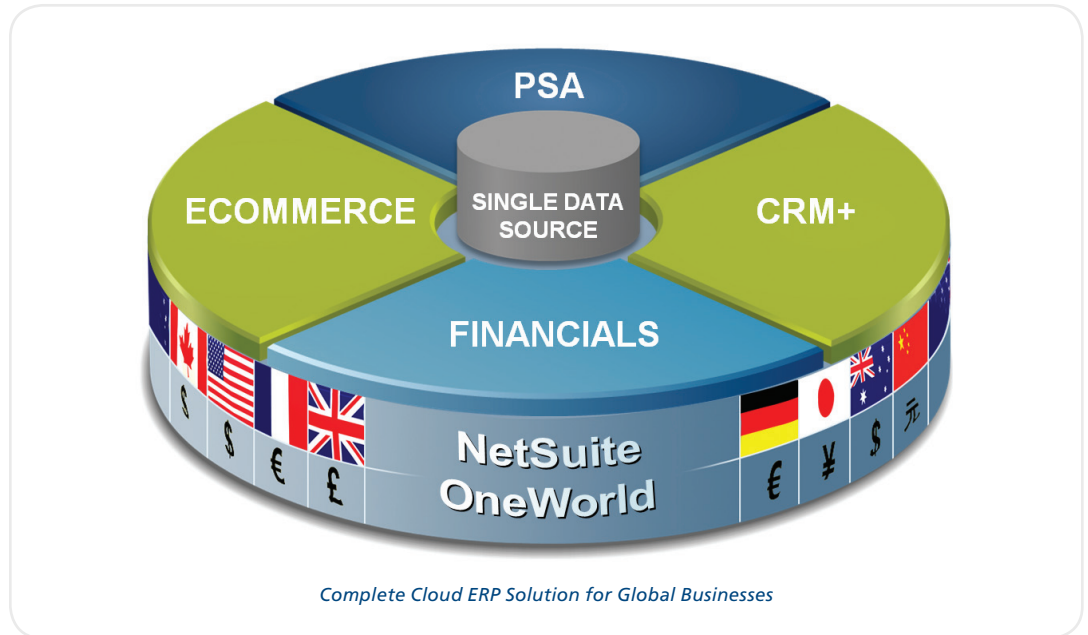 PSA
ECOMMERCE
SINGLE DATA
SOURCE
CRM+
FINANCIALS
NetSuite
OneWorld
$ $ € £
€ ¥ $ 元
Complete Cloud ERP Solution for Global Businesses